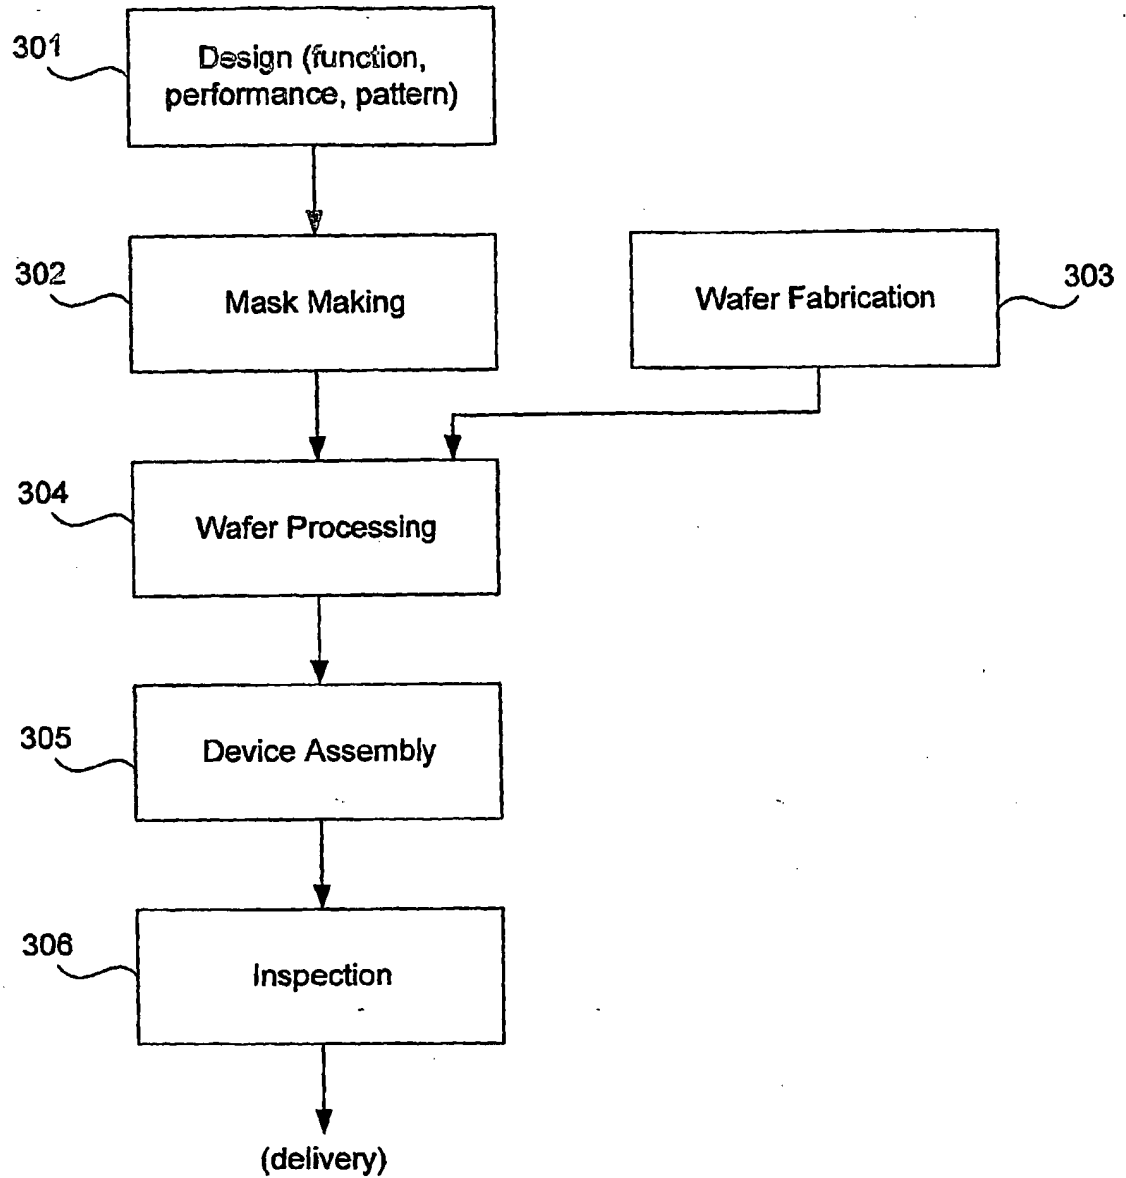 301
Design (function,
performance, pattern)
302
Mask Making
Wafer Fabrication
303
304
Wafer Processing
305
Device Assembly
306
Inspection
(delivery)